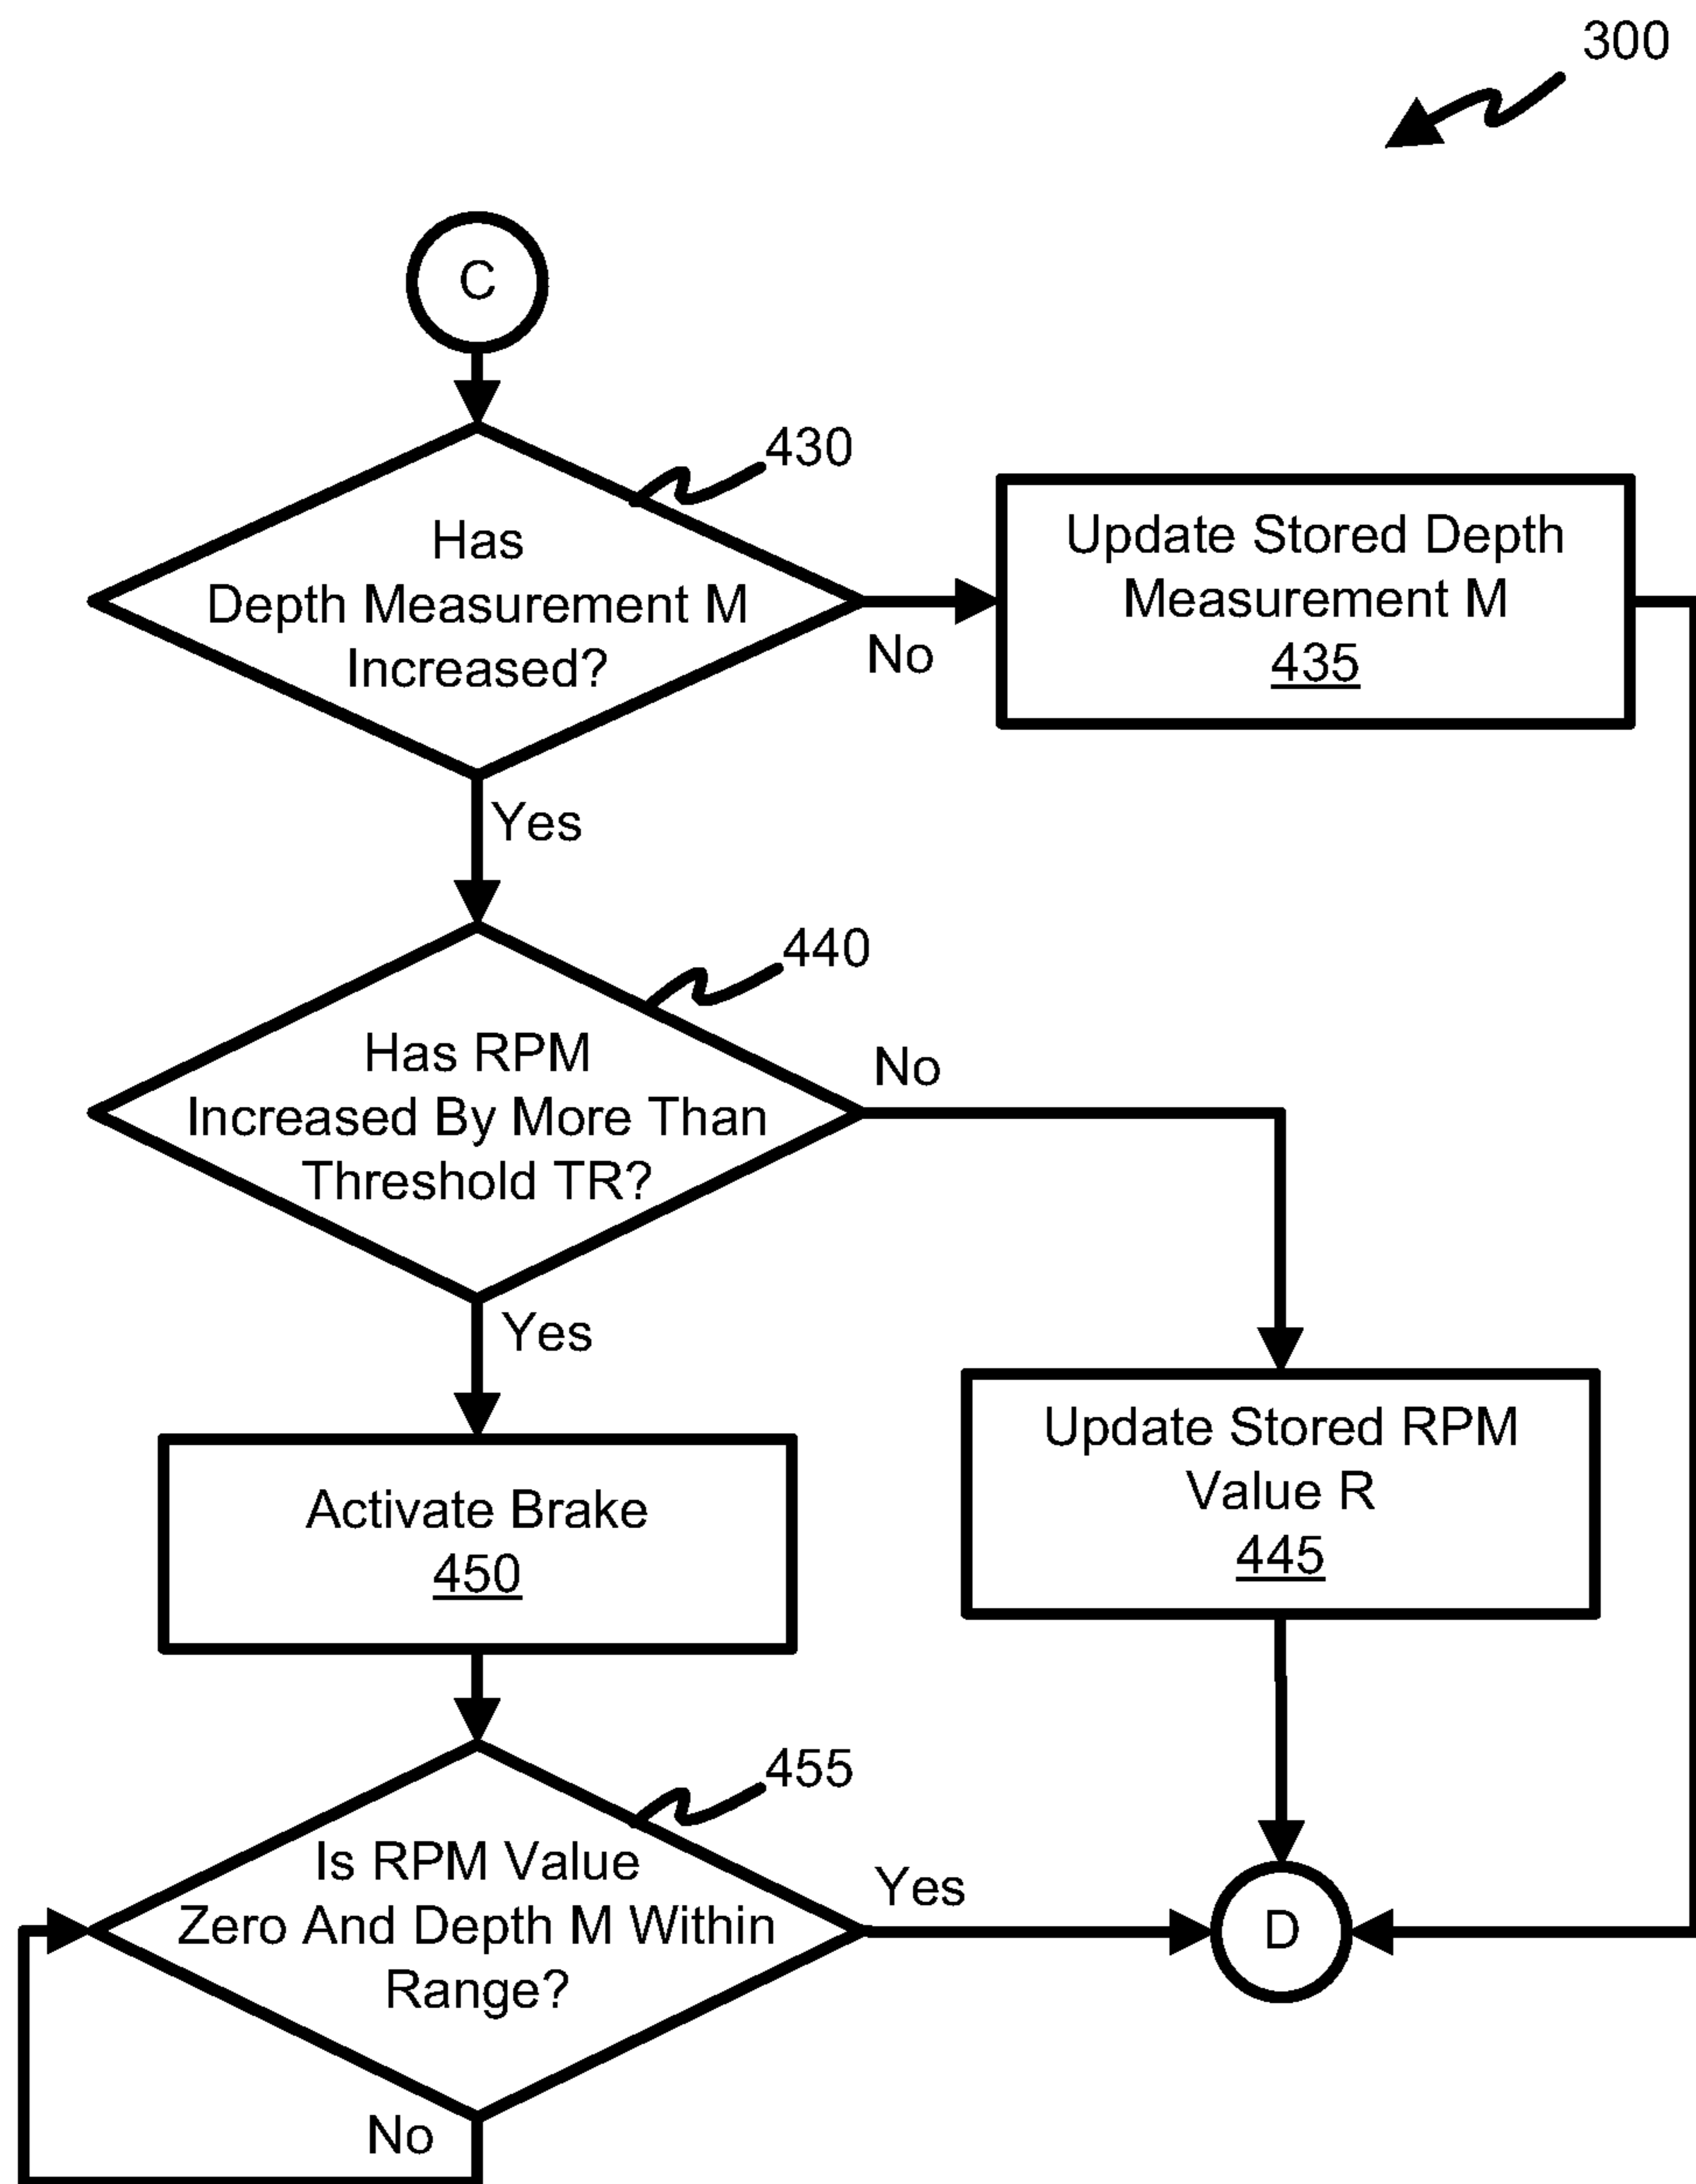 300
C
430
Has
Depth Measurement M
Increased?
No
Update Stored Depth
Measurement M
435
Yes
440
Has RPM
Increased By More Than
Threshold TR?
No
Yes
Activate Brake
450
Update Stored RPM
Value R
445
455
Is RPM Value
Zero And Depth M Within
Range?
Yes
D
No